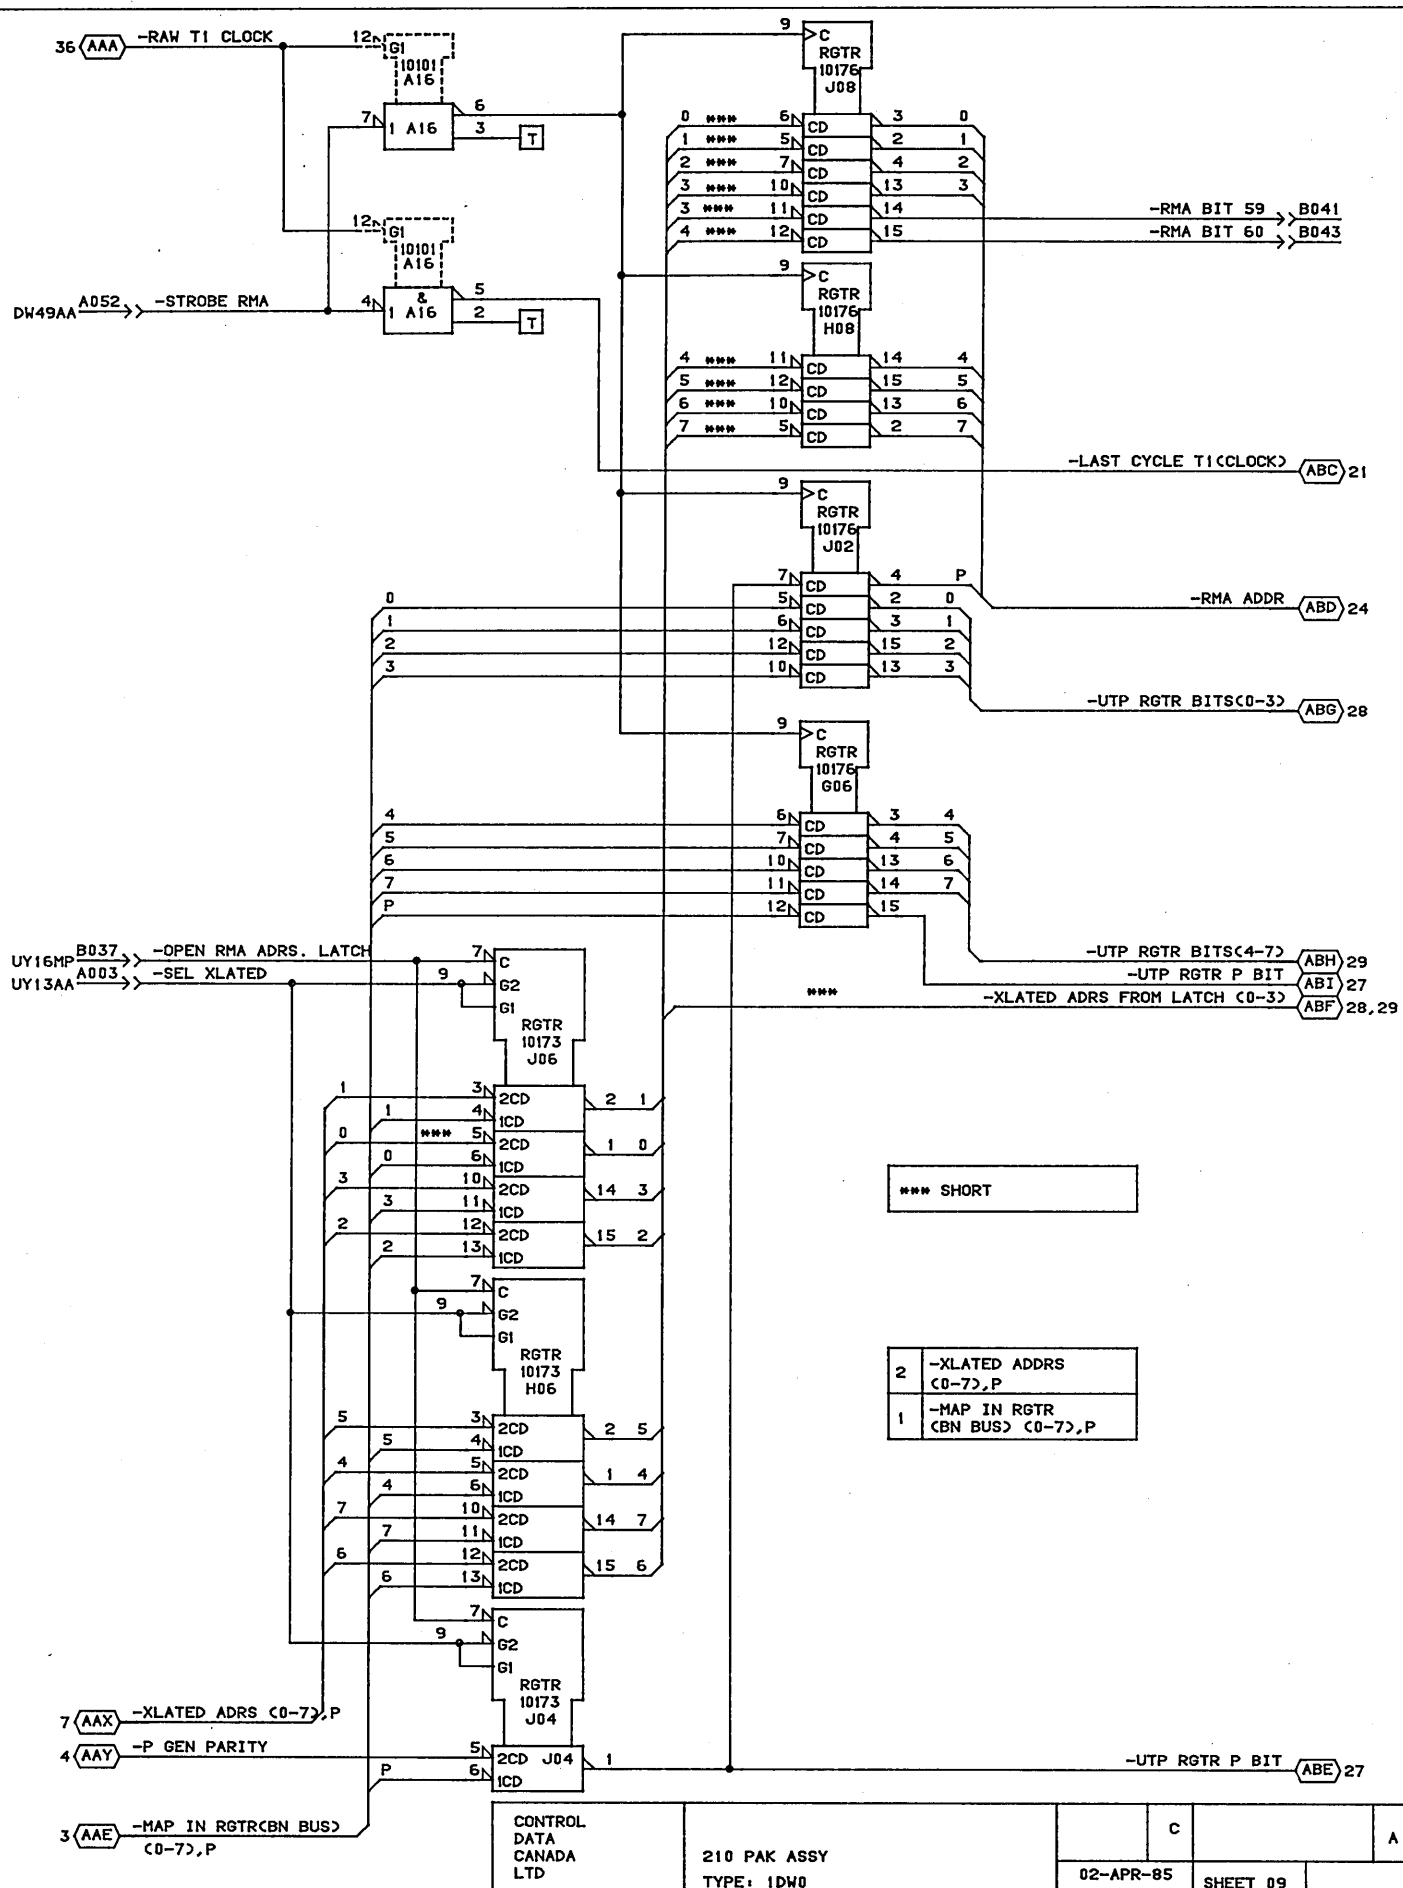 36 AAA -RAW T1 CLOCK
12 G1
10101
A16
7 1 A16 6
3 T
12 G1
10101
A16
DW49AA A052 -STROBE RMA
4 1 & A16 5
2 T
9 C
RGTR
10176
J08
0 *** 6 CD 3 0
1 *** 5 CD 2 1
2 *** 7 CD 4 2
3 *** 10 CD 13 3
3 *** 11 CD 14 -RMA BIT 59 B041
4 *** 12 CD 15 -RMA BIT 60 B043
9 C
RGTR
10176
H08
4 *** 11 CD 14 4
5 *** 12 CD 15 5
6 *** 10 CD 13 6
7 *** 5 CD 2 7
-LAST CYCLE T1(CLOCK) ABC 21
9 C
RGTR
10176
J02
7 CD 4 P
0 5 CD 2 0 -RMA ADDR ABD 24
1 6 CD 3 1
2 12 CD 15 2
3 10 CD 13 3
-UTP RGTR BITS(0-3) ABG 28
9 C
RGTR
10176
G06
4 6 CD 3 4
5 7 CD 4 5
6 10 CD 13 6
7 11 CD 14 7
P 12 CD 15
-UTP RGTR BITS(4-7) ABH 29
-UTP RGTR P BIT ABI 27
*** -XLATED ADRS FROM LATCH (0-3) ABF 28,29
UY16MP B037 -OPEN RMA ADRS. LATCH
UY13AA A003 -SEL XLATED
7 C
9 G2
G1
RGTR
10173
J06
1 3 2CD 2 1
1 4 1CD
0 *** 5 2CD 1 0
0 6 1CD
3 10 2CD 14 3
3 11 1CD
2 12 2CD 15 2
2 13 1CD
*** SHORT
7 C
9 G2
G1
RGTR
10173
H06
2 -XLATED ADDRS
(0-7),P
1 -MAP IN RGTR
(BN BUS) (0-7),P
5 3 2CD 2 5
5 4 1CD
4 5 2CD 1 4
4 6 1CD
7 10 2CD 14 7
7 11 1CD
6 12 2CD 15 6
6 13 1CD
7 C
9 G2
G1
RGTR
10173
J04
7 AAX -XLATED ADRS (0-7),P
4 AAY -P GEN PARITY
5 2CD J04 1
P 6 1CD
-UTP RGTR P BIT ABE 27
3 AAE -MAP IN RGTR(BN BUS)
(0-7),P
CONTROL
DATA
CANADA
LTD
210 PAK ASSY
TYPE: 1DW0
C
A
02-APR-85
SHEET 09